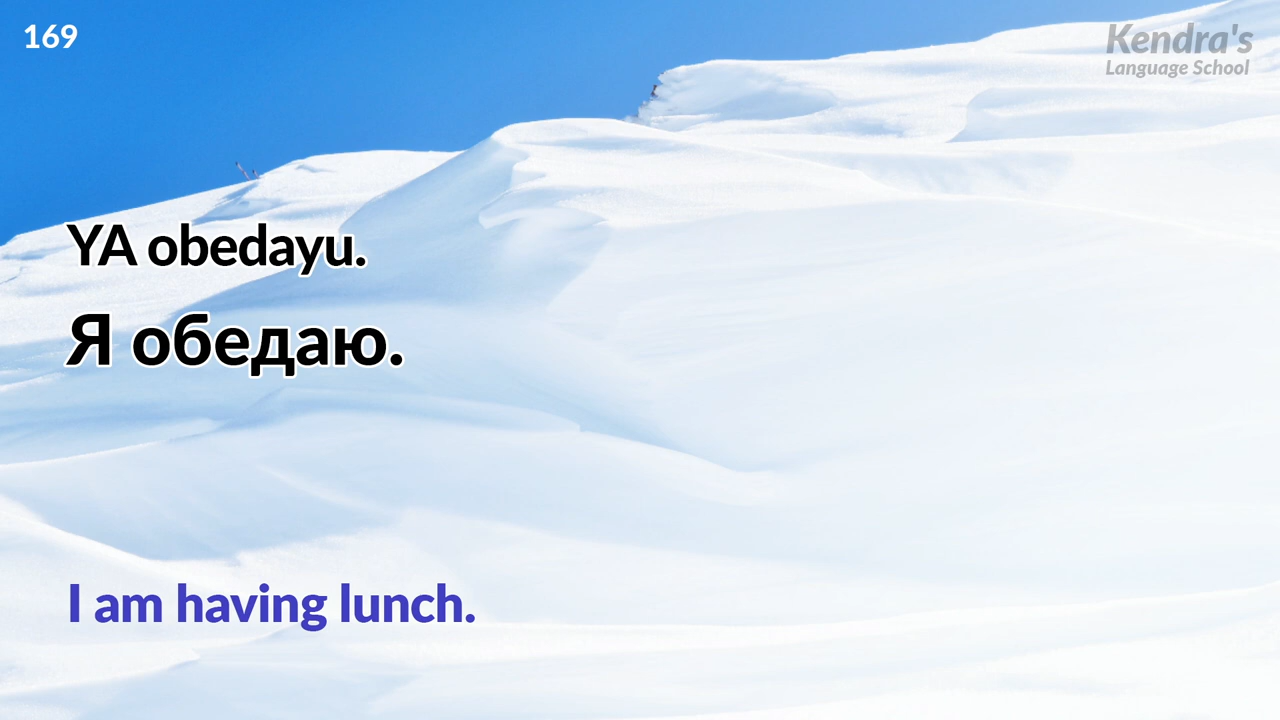 169
Kendra's
Language School
YA obedayu.
Я обедаю.
I am having lunch.